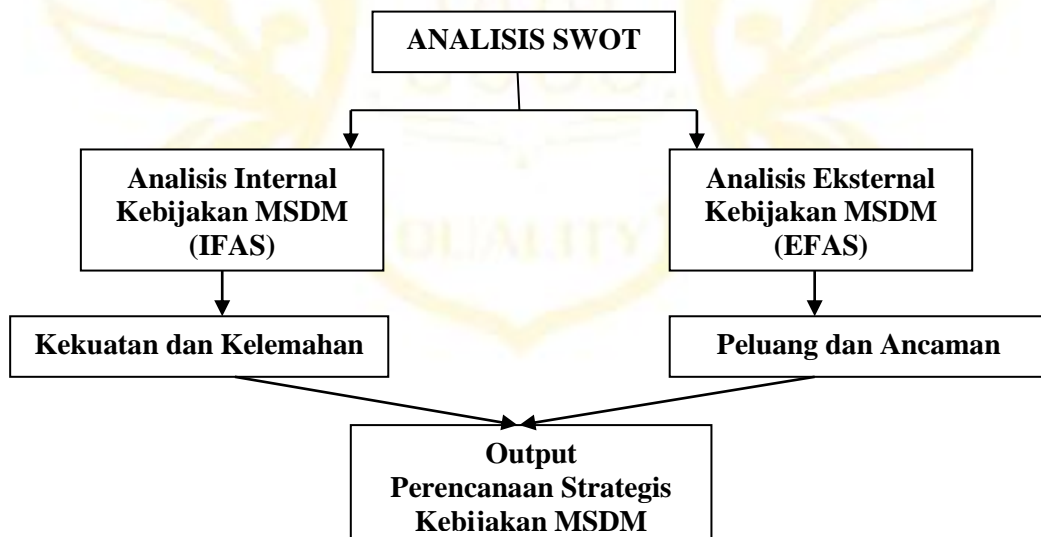 ANALISIS SWOT
Analisis Internal
Kebijakan MSDM
(IFAS)
Analisis Eksternal
Kebijakan MSDM
(EFAS)
Kekuatan dan Kelemahan
Peluang dan Ancaman
Output
Perencanaan Strategis
Kebijakan MSDM
QUALITY